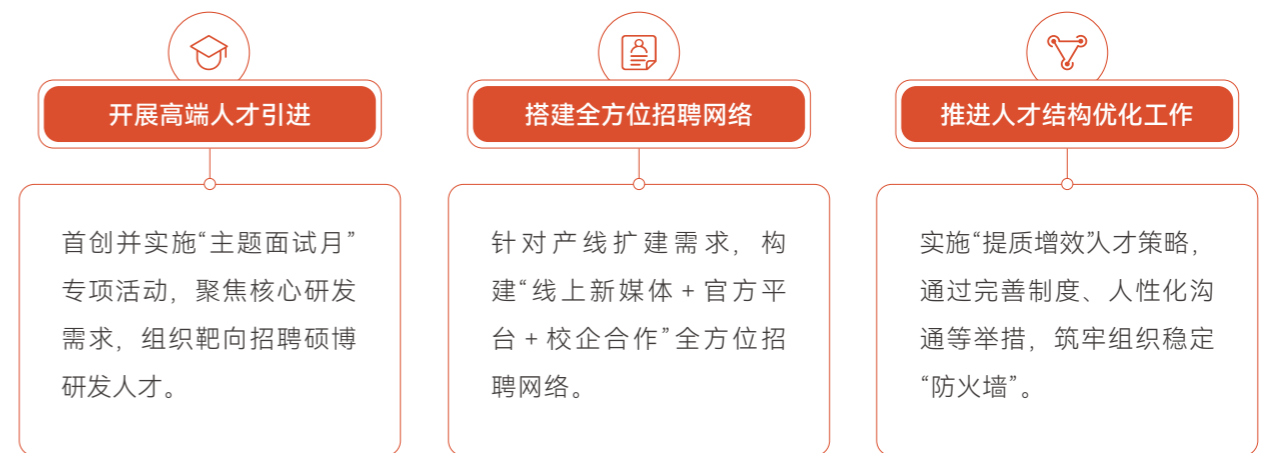 开展高端人才引进
首创并实施“主题面试月”
专项活动，聚焦核心研发
需求，组织靶向招聘硕博
研发人才。
搭建全方位招聘网络
针对产线扩建需求，构
建“线上新媒体 + 官方平
台 + 校企合作”全方位招
聘网络。
推进人才结构优化工作
实施“提质增效”人才策略，
通过完善制度、人性化沟
通等举措，筑牢组织稳定
“防火墙”。